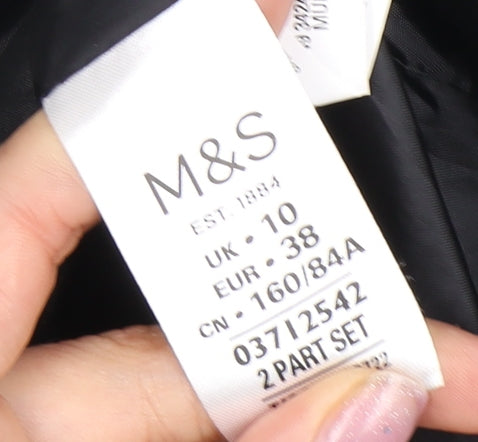 M&S
EST. 1884
UK • 10
EUR • 38
CN • 160/84A
03712542
2 PART SET